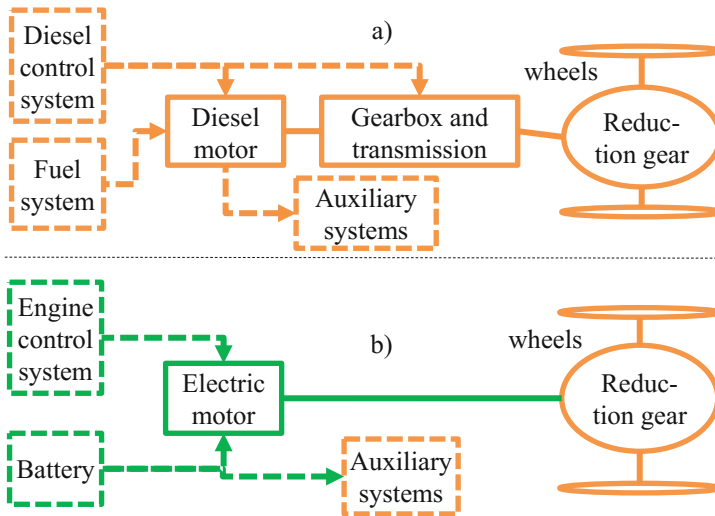 Diesel
control
system
a)
wheels
Diesel
motor
Gearbox and
transmission
Reduc-
tion gear
Fuel
system
Auxiliary
systems
Engine
control
system
b)
wheels
Electric
motor
Reduc-
tion gear
Battery
Auxiliary
systems